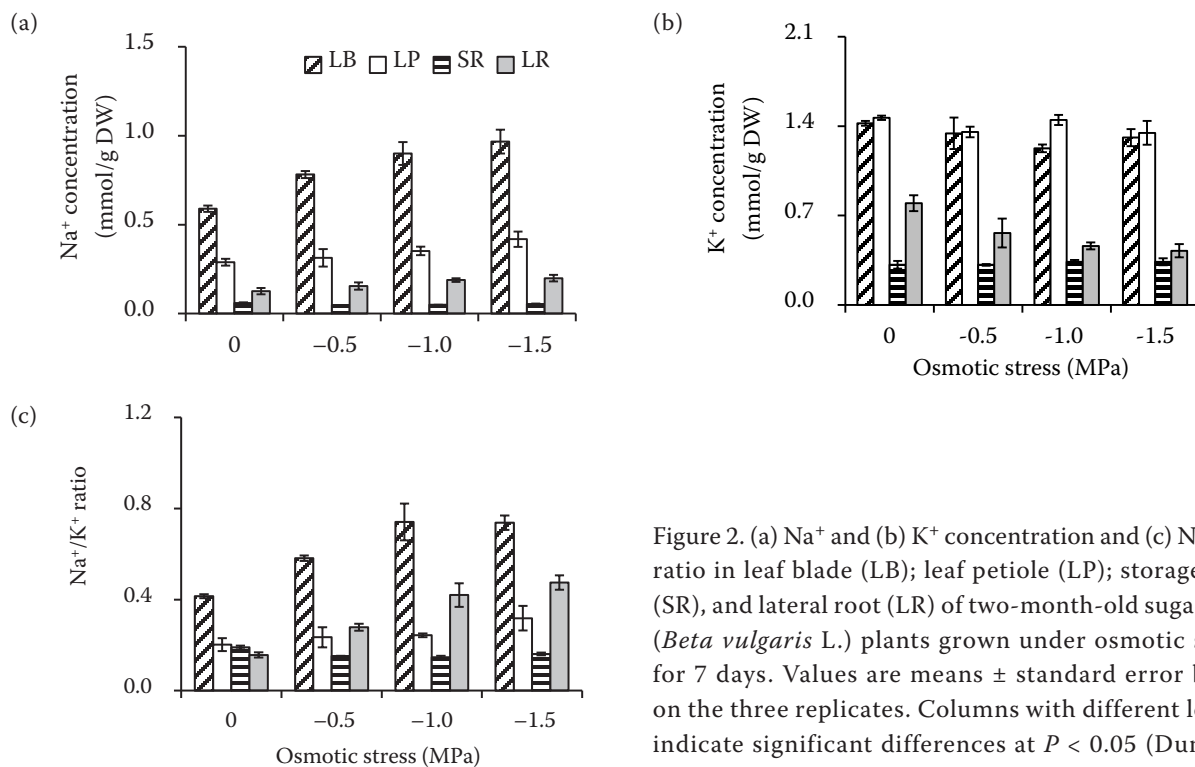 (a)
Na⁺ concentration
(mmol/g DW)
1.5
1.0
0.5
0.0
LB LP SR LR
0 –0.5 –1.0 –1.5
(b)
K⁺ concentration
(mmol/g DW)
2.1
1.4
0.7
0.0
0 -0.5 -1.0 -1.5
Osmotic stress (MPa)
(c)
Na⁺/K⁺ ratio
1.2
0.8
0.4
0.0
0 –0.5 –1.0 –1.5
Osmotic stress (MPa)
Figure 2. (a) Na⁺ and (b) K⁺ concentration and (c)
ratio in leaf blade (LB); leaf petiole (LP); storage
(SR), and lateral root (LR) of two-month-old
(Beta vulgaris L.) plants grown under osmotic
for 7 days. Values are means ± standard error
on the three replicates. Columns with different
indicate significant differences at P < 0.05